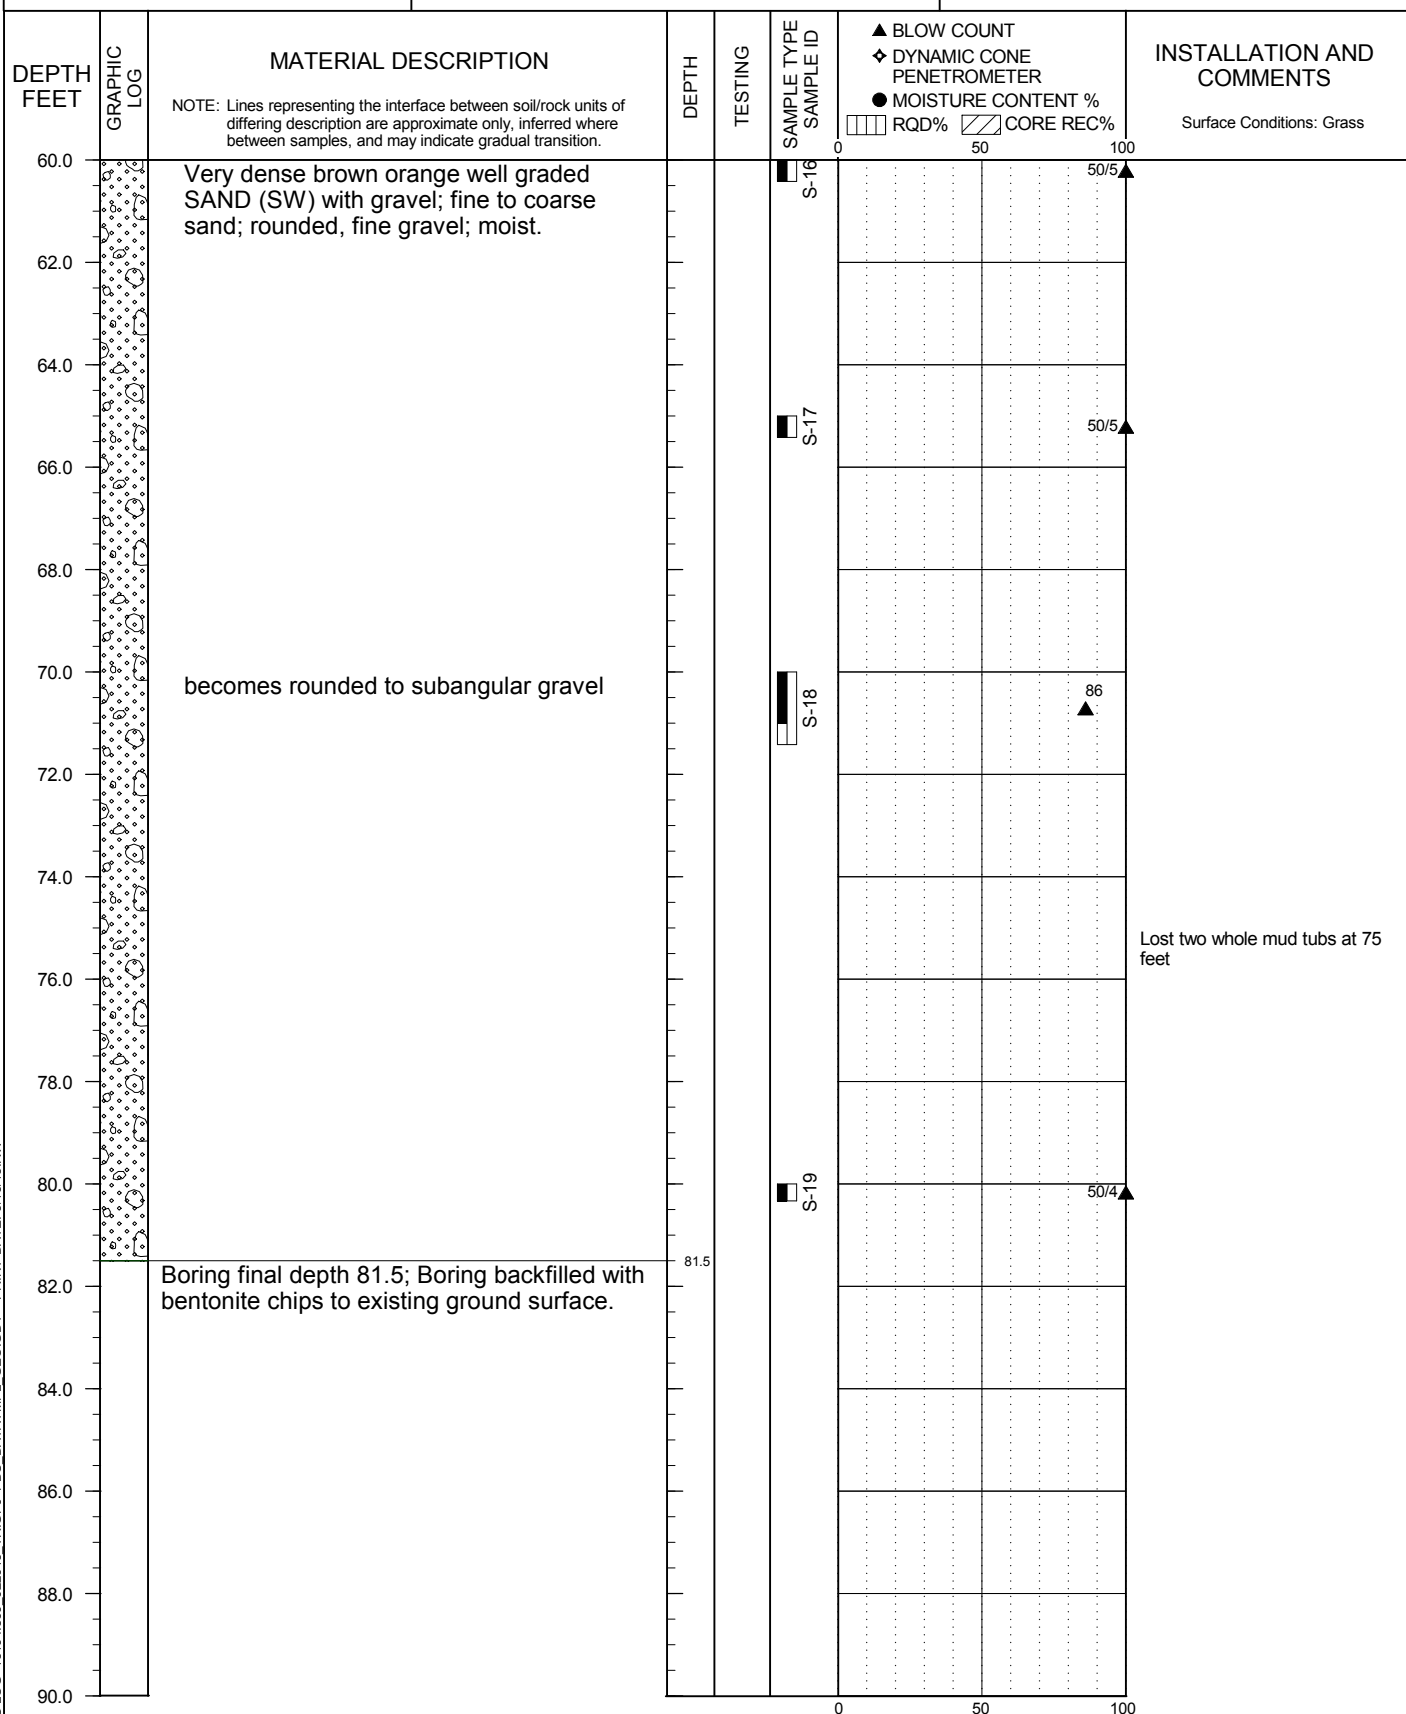 DEPTH
FEET
GRAPHIC
LOG
MATERIAL DESCRIPTION
NOTE: Lines representing the interface between soil/rock units of
differing description are approximate only, inferred where
between samples, and may indicate gradual transition.
DEPTH
TESTING
SAMPLE TYPE
SAMPLE ID
▲ BLOW COUNT
DYNAMIC CONE
PENETROMETER
● MOISTURE CONTENT %
RQD% CORE REC%
0 50 100
INSTALLATION AND
COMMENTS
Surface Conditions: Grass
60.0
Very dense brown orange well graded
SAND (SW) with gravel; fine to coarse
sand; rounded, fine gravel; moist.
S-16
50/5
62.0
64.0
S-17
50/5
66.0
68.0
70.0
becomes rounded to subangular gravel
S-18
86
72.0
74.0
Lost two whole mud tubs at 75
feet
76.0
78.0
80.0
S-19
50/4
81.5
Boring final depth 81.5; Boring backfilled with
bentonite chips to existing ground surface.
82.0
84.0
86.0
88.0
90.0
0 50 100